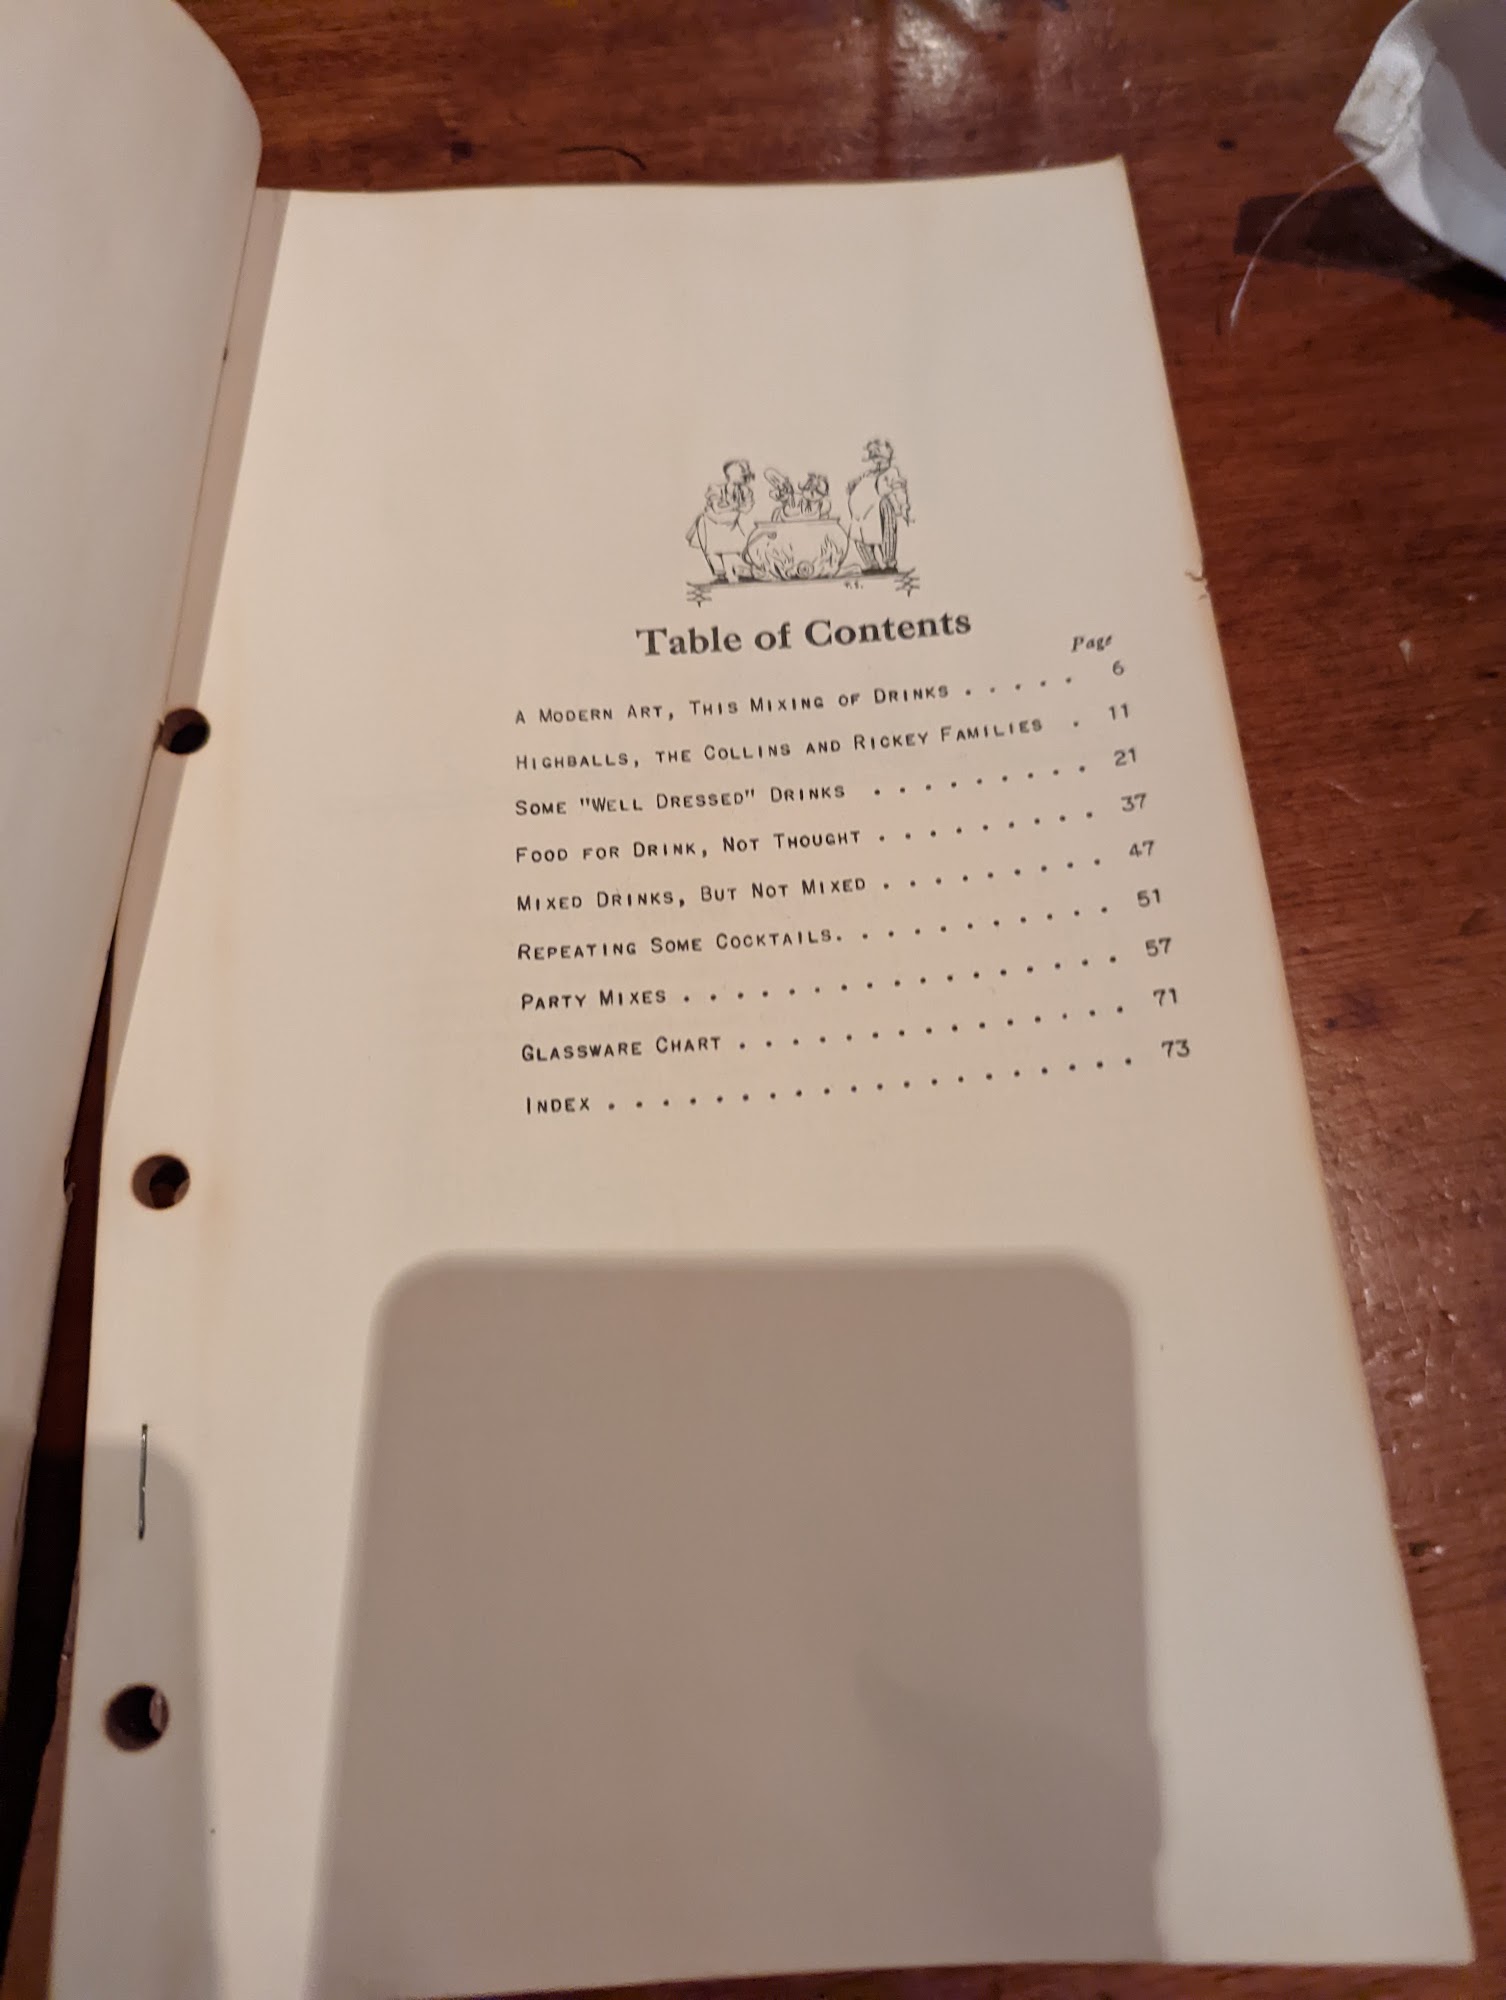 Table of Contents
Page
A Modern Art, This Mixing of Drinks . . . . . 6
Highballs, the Collins and Rickey Families . 11
Some "Well Dressed" Drinks . . . . . . . . . 21
Food for Drink, Not Thought . . . . . . . . . 37
Mixed Drinks, But Not Mixed . . . . . . . . . 47
Repeating Some Cocktails. . . . . . . . . . . 51
Party Mixes . . . . . . . . . . . . . . . . . 57
Glassware Chart . . . . . . . . . . . . . . . 71
Index . . . . . . . . . . . . . . . . . . . . 73